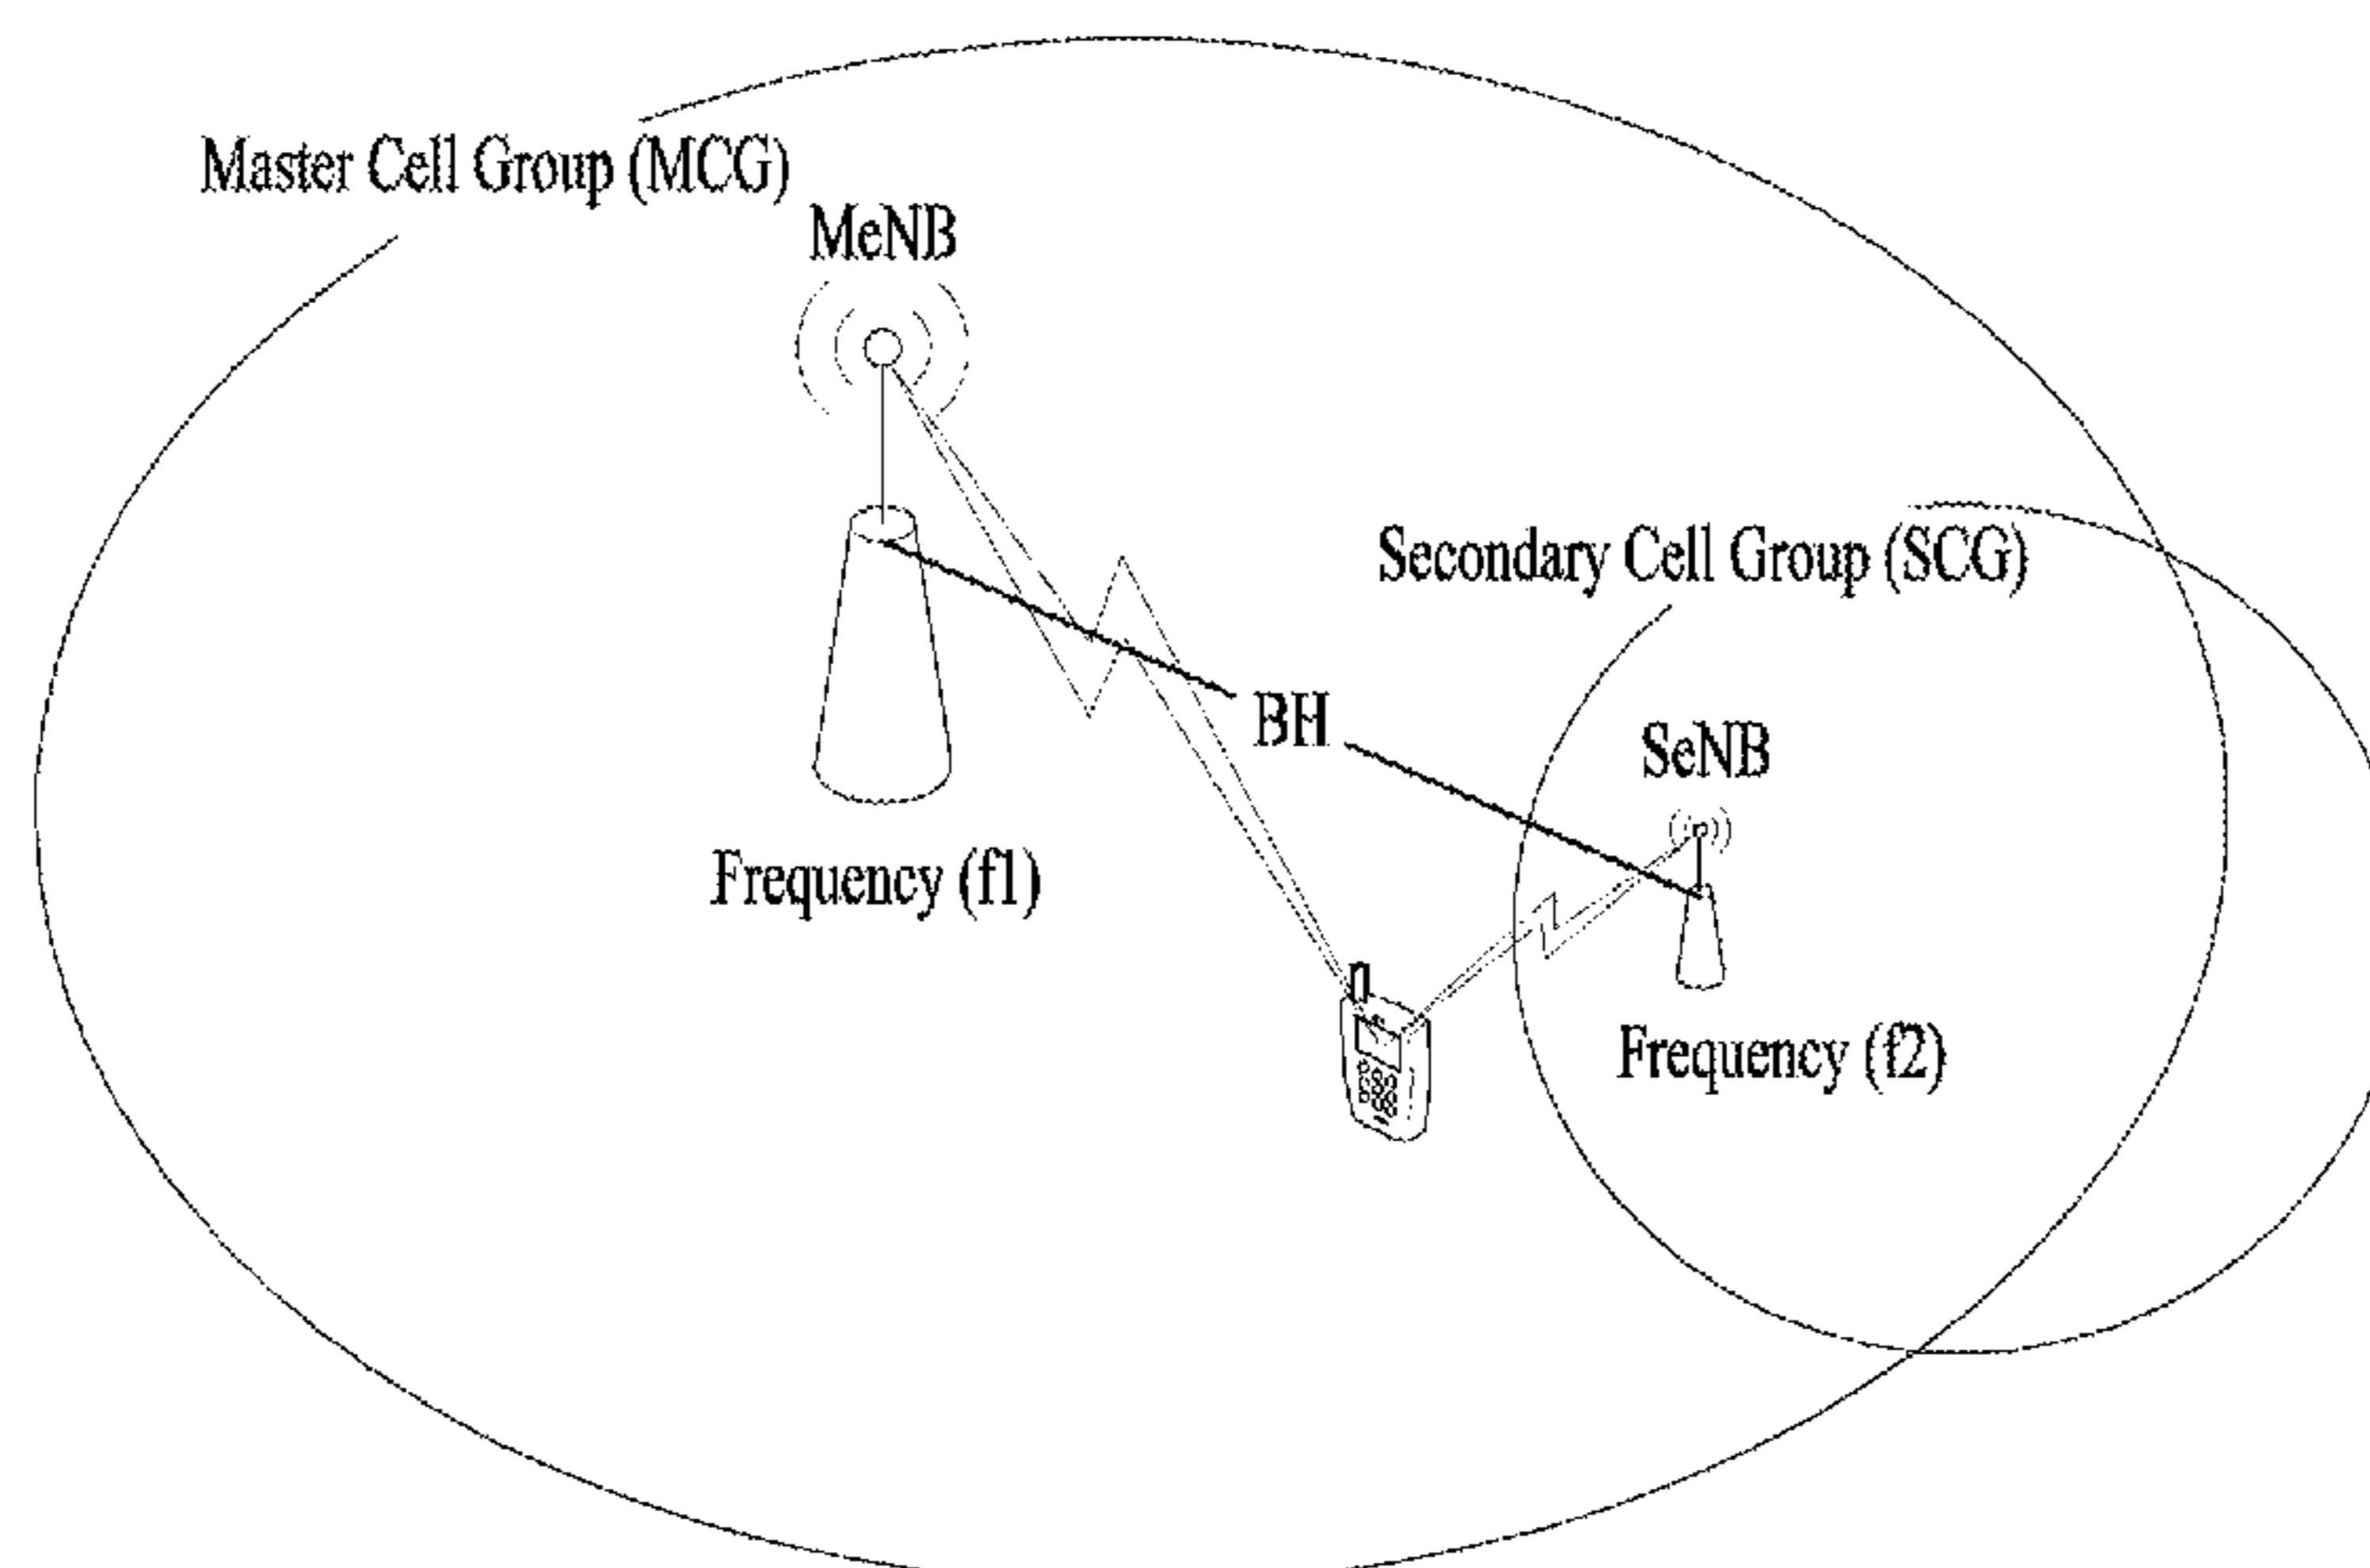 Master Cell Group (MCG)
MeNB
Secondary Cell Group (SCG)
BH
SeNB
Frequency (f1)
Frequency (f2)